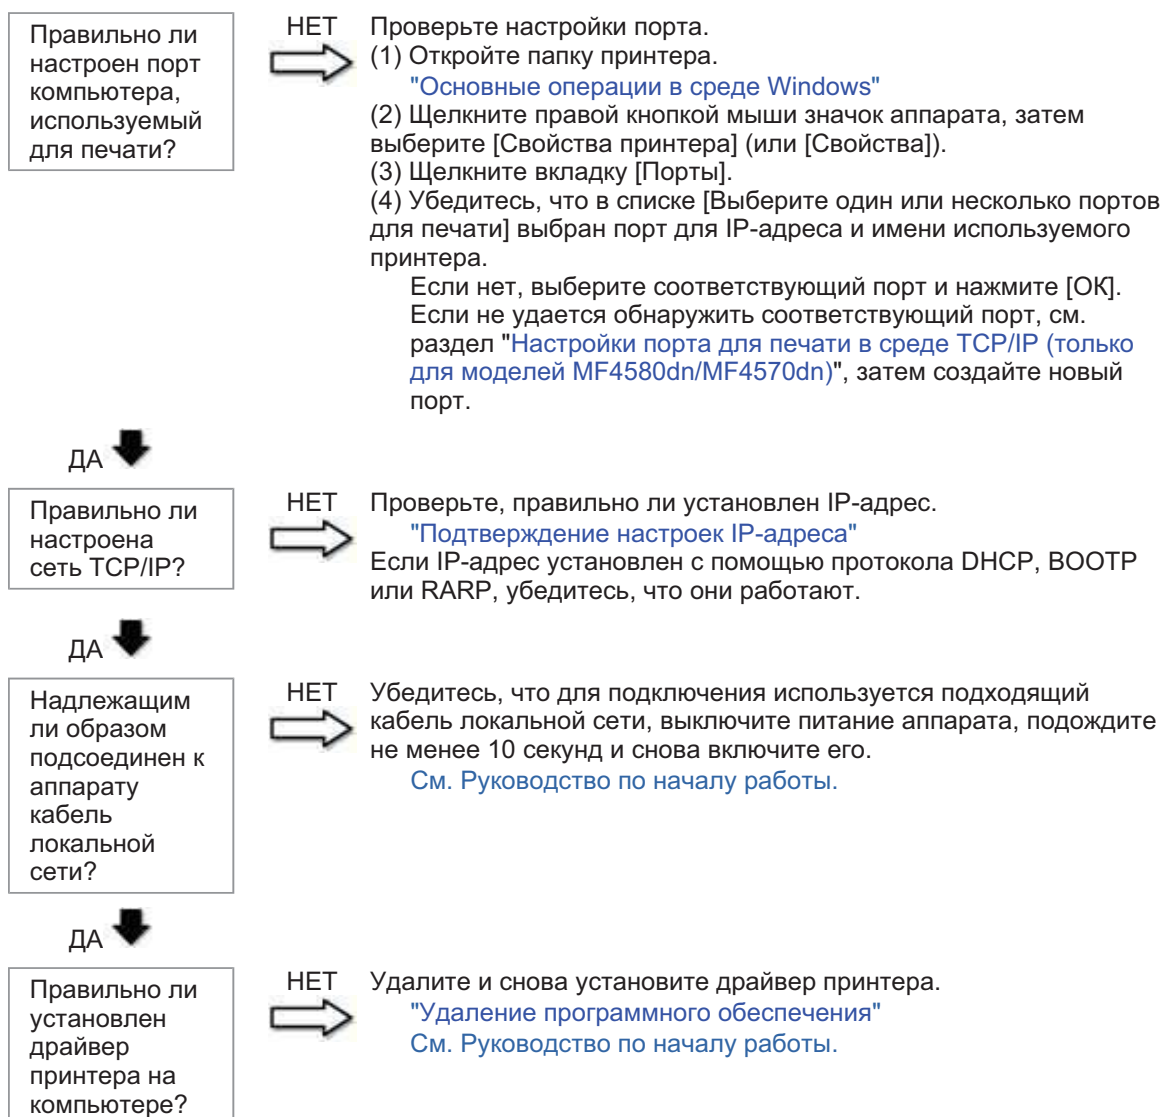 Правильно ли
настроен порт
компьютера,
используемый
для печати?
НЕТ
Проверьте настройки порта.
(1) Откройте папку принтера.
"Основные операции в среде Windows"
(2) Щелкните правой кнопкой мыши значок аппарата, затем
выберите [Свойства принтера] (или [Свойства]).
(3) Щелкните вкладку [Порты].
(4) Убедитесь, что в списке [Выберите один или несколько портов
для печати] выбран порт для IP-адреса и имени используемого
принтера.
Если нет, выберите соответствующий порт и нажмите [ОК].
Если не удается обнаружить соответствующий порт, см.
раздел "Настройки порта для печати в среде TCP/IP (только
для моделей MF4580dn/MF4570dn)", затем создайте новый
порт.
ДА
Правильно ли
настроена
сеть TCP/IP?
НЕТ
Проверьте, правильно ли установлен IP-адрес.
"Подтверждение настроек IP-адреса"
Если IP-адрес установлен с помощью протокола DHCP, BOOTP
или RARP, убедитесь, что они работают.
ДА
Надлежащим
ли образом
подсоединен к
аппарату
кабель
локальной
сети?
НЕТ
Убедитесь, что для подключения используется подходящий
кабель локальной сети, выключите питание аппарата, подождите
не менее 10 секунд и снова включите его.
См. Руководство по началу работы.
ДА
Правильно ли
установлен
драйвер
принтера на
компьютере?
НЕТ
Удалите и снова установите драйвер принтера.
"Удаление программного обеспечения"
См. Руководство по началу работы.